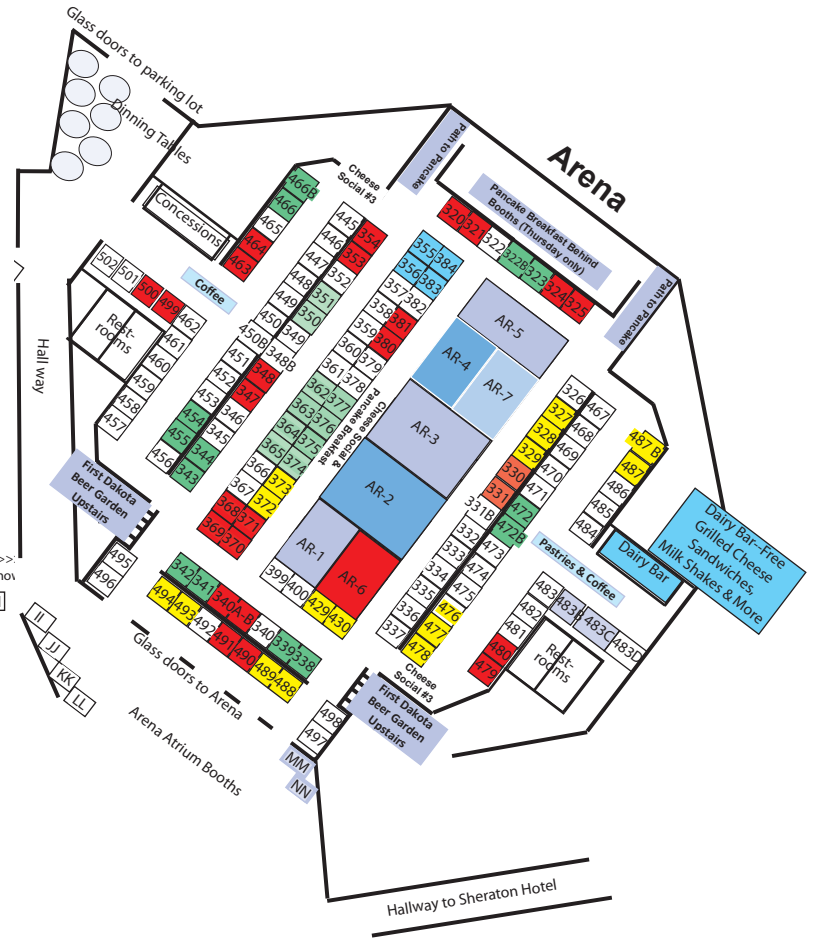 Glass doors to parking lot
Dinning Tables
Concessions
Cheese
Social #3
Path to Pancake
Arena
Pancake Breakfast Behind
Booths (Thursday only)
Path to Pancake
466B
466
465
464
463
Coffee
445
446
447
448
449
450
450B
451
452
453
454
455
456
354
353
352
351
350
349
348B
348
347
346
345
344
343
355
384
356
383
357
382
358
381
359
380
360
379
361
378
362
377
363
376
364
375
365
374
366
373
367
372
368
371
369
370
320
321
322
322B
323
324
325
Cheese Social &
Pancake Breakfast
AR-5
AR-4
AR-7
AR-3
AR-2
AR-1
AR-6
399
400
429
430
502
501
500
499
462
461
460
459
458
457
Rest-
rooms
Hall way
First Dakota
Beer Garden
Upstairs
495
496
326
467
327
468
328
469
329
470
330
471
331
472
331B
472B
332
473
333
474
334
475
335
476
336
477
337
478
487B
487
486
485
484
Dairy Bar
Dairy Bar–Free
Grilled Cheese
Sandwiches,
Milk Shakes & More
Pastries & Coffee
483
483B
483C
483D
482
481
480
479
Rest-
rooms
342
341
340A-B
340
339
338
494
493
492
491
490
489
488
Glass doors to Arena
Cheese
Social #3
First Dakota
Beer Garden
Upstairs
498
497
MM
NN
II
JJ
KK
LL
Arena Atrium Booths
Hallway to Sheraton Hotel